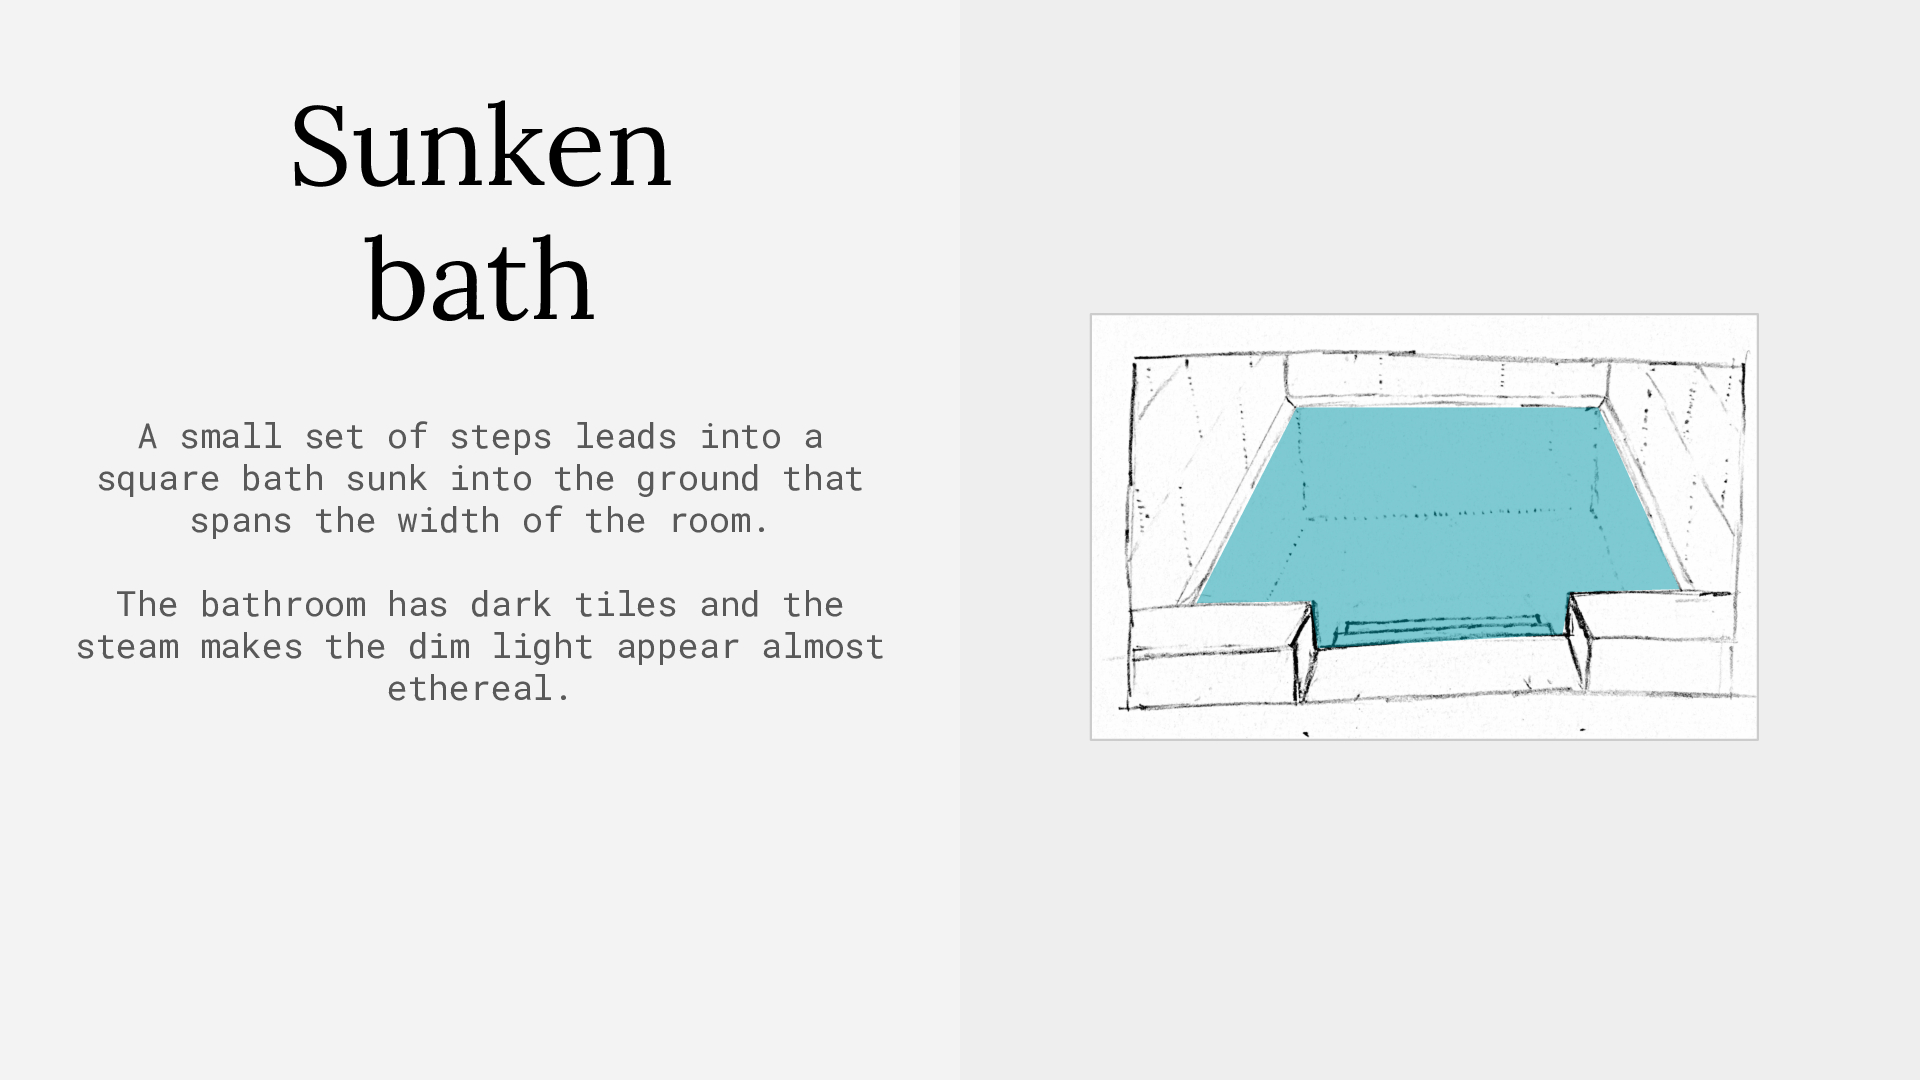 Sunken
bath
A small set of steps leads into a
square bath sunk into the ground that
spans the width of the room.
The bathroom has dark tiles and the
steam makes the dim light appear almost
ethereal.